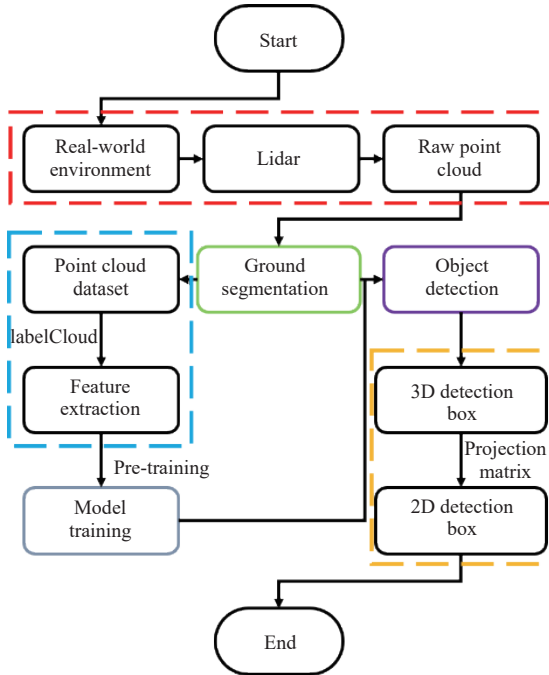 Start
Real-world
environment
Lidar
Raw point
cloud
Point cloud
dataset
Ground
segmentation
Object
detection
labelCloud
Feature
extraction
3D detection
box
Pre-training
Projection
matrix
Model
training
2D detection
box
End